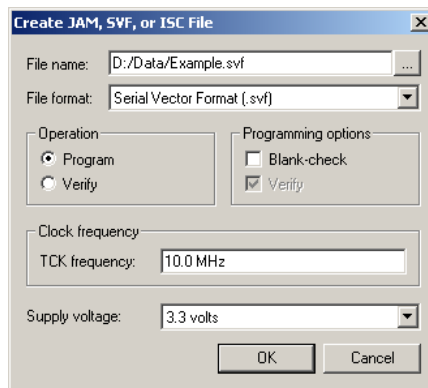 Create JAM, SVF, or ISC File
File name: D:/Data/Example.svf ...
File format: Serial Vector Format (.svf)
Operation Programming options
Program Blank-check
Verify Verify
Clock frequency
TCK frequency: 10.0 MHz
Supply voltage: 3.3 volts
OK Cancel